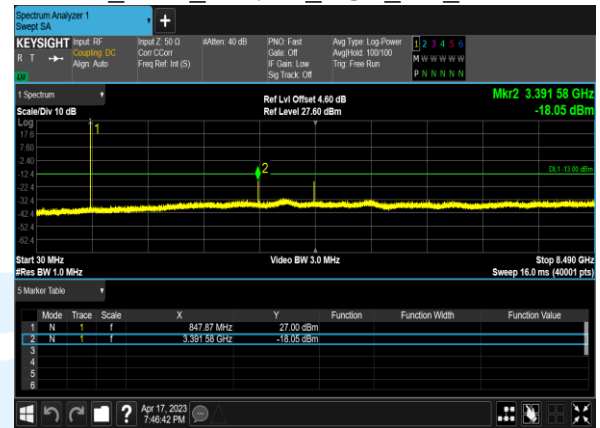 Spectrum Analyzer 1
Swept SA
+
KEYSIGHT Input: RF Input Z: 50 Ω #Atten: 40 dB PNO: Fast Avg Type: Log-Power 1 2 3 4 5 6
R T Coupling: DC Corr CCorr Gate: Off Avg|Hold: 100/100 M W W W W W
Align: Auto Freq Ref: Int (S) IF Gain: Low Trig: Free Run P N N N N N
Sig Track: Off
1 Spectrum
Scale/Div 10 dB Ref Lvl Offset 4.60 dB Mkr2 3.391 58 GHz
Log Ref Level 27.60 dBm -18.05 dBm
1
17.6
7.60
-2.40
2
-12.4 DL1 -13.00 dBm
-22.4
-32.4
-42.4
-52.4
-62.4
Start 30 MHz Video BW 3.0 MHz Stop 8.490 GHz
#Res BW 1.0 MHz Sweep 16.0 ms (40001 pts)
5 Marker Table
Mode Trace Scale X Y Function Function Width Function Value
1 N 1 f 847.87 MHz 27.00 dBm
2 N 1 f 3.391 58 GHz -18.05 dBm
3
4
5
6
? Apr 17, 2023
7:46:42 PM